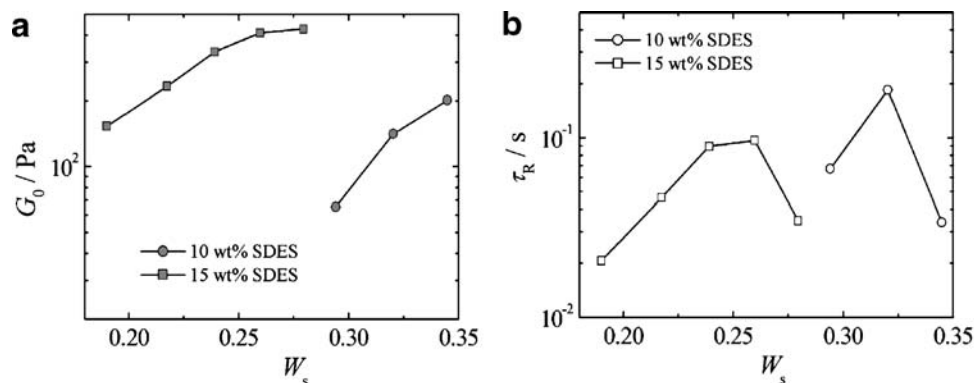 a
G₀ / Pa
10²
10 wt% SDES
15 wt% SDES
0.20 0.25 0.30 0.35
Wₛ
b
τ_R / s
10⁻¹
10⁻²
10 wt% SDES
15 wt% SDES
0.20 0.25 0.30 0.35
Wₛ